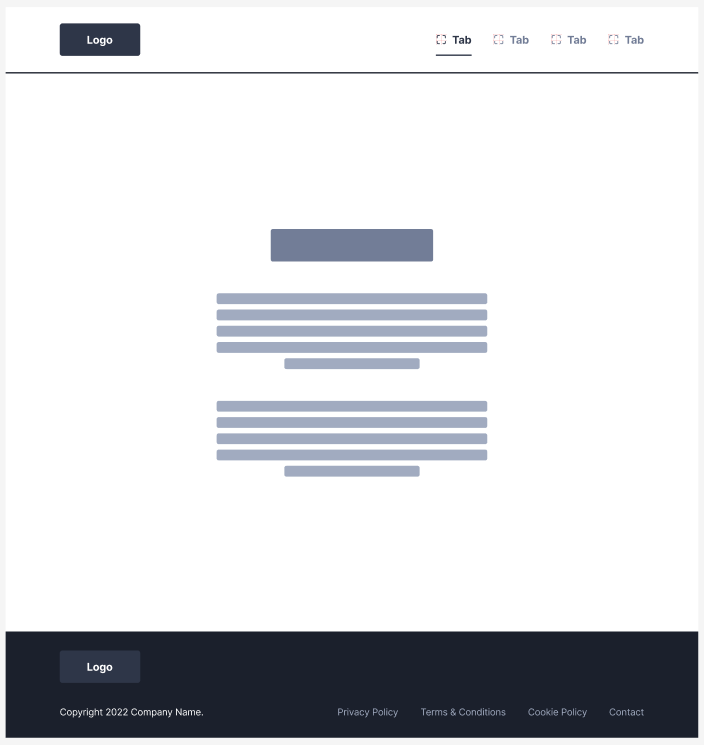 Logo
Tab Tab Tab Tab
Logo
Copyright 2022 Company Name. Privacy Policy Terms & Conditions Cookie Policy Contact